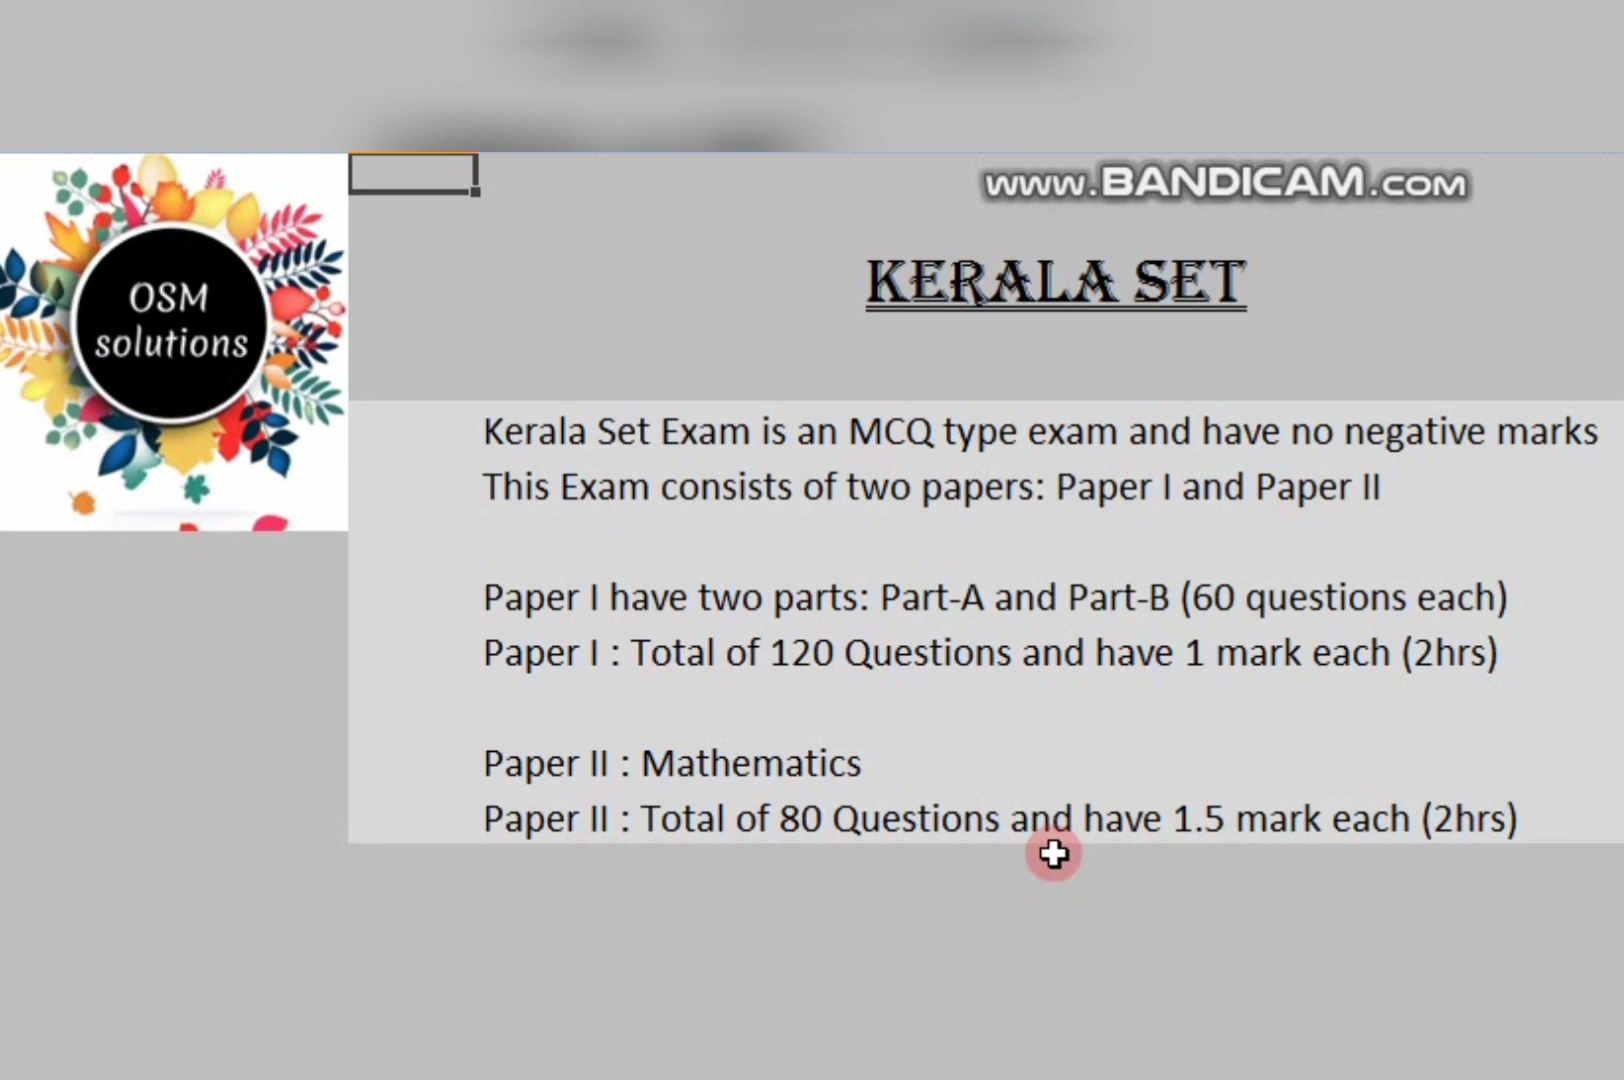 www.BANDICAM.COM
OSM
solutions
KERALA SET
Kerala Set Exam is an MCQ type exam and have no negative marks
This Exam consists of two papers: Paper I and Paper II
Paper I have two parts: Part-A and Part-B (60 questions each)
Paper I : Total of 120 Questions and have 1 mark each (2hrs)
Paper II : Mathematics
Paper II : Total of 80 Questions and have 1.5 mark each (2hrs)